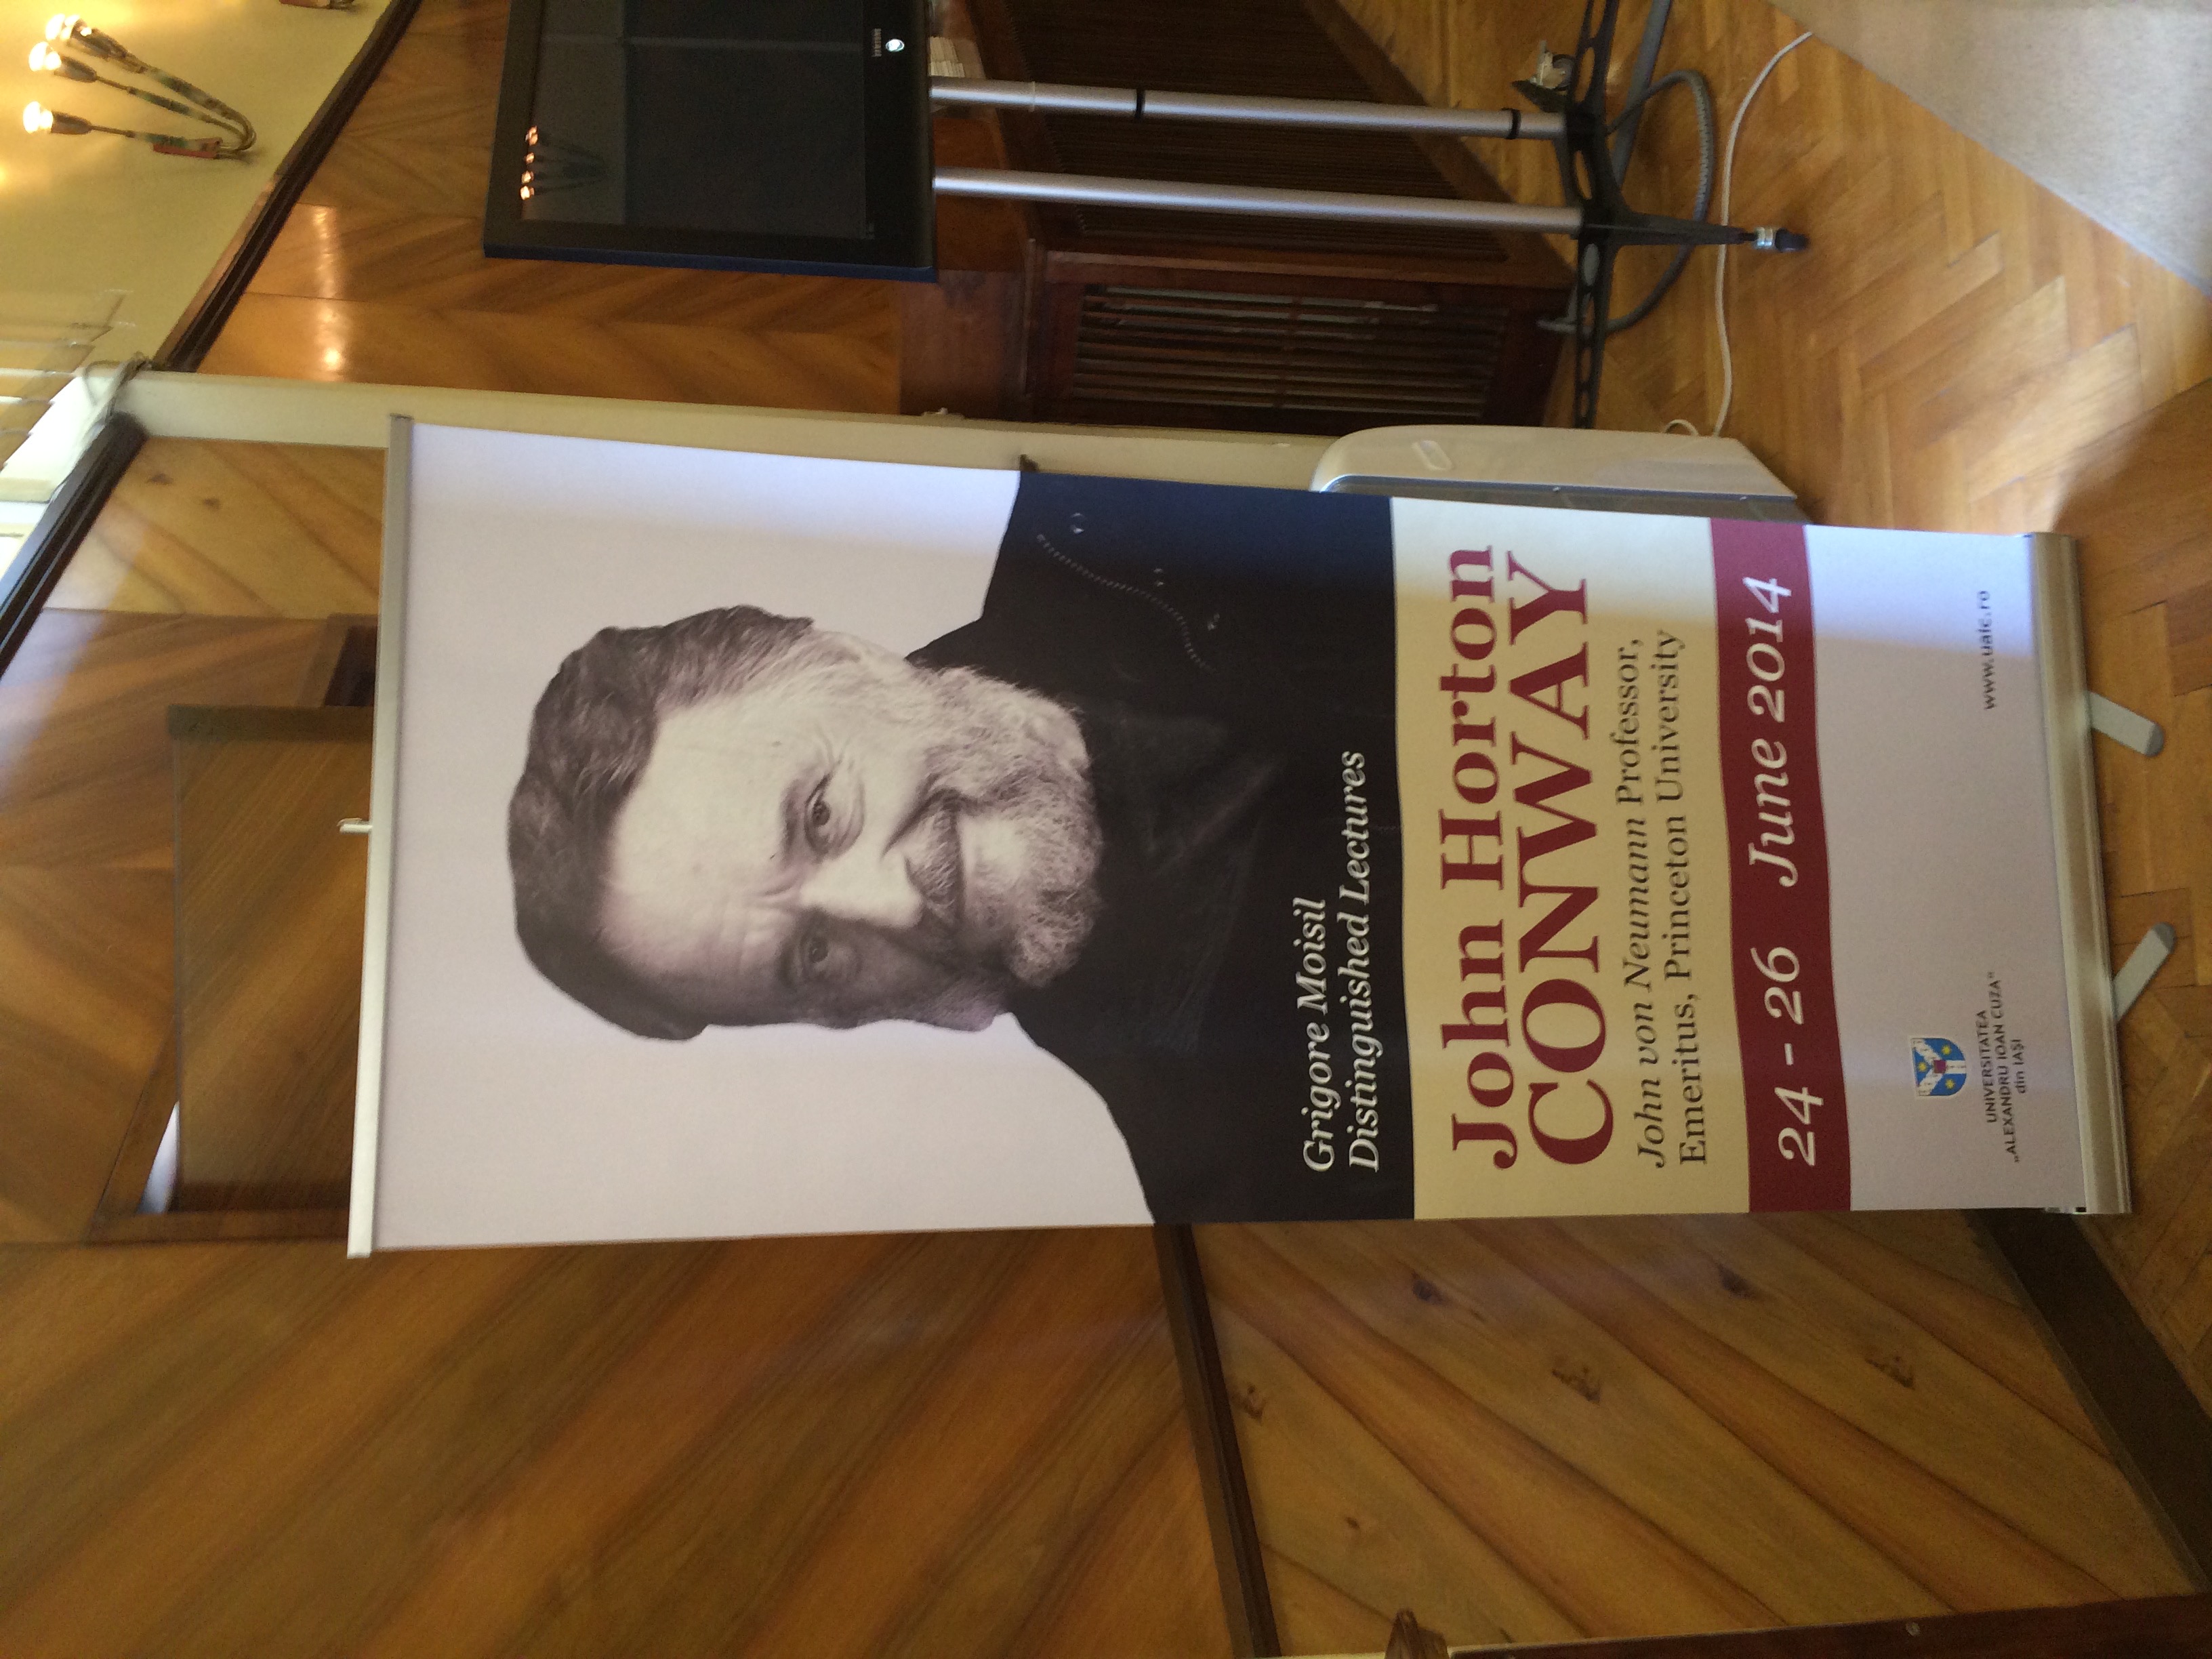 Grigore Moisil
Distinguished Lectures
John Horton
CONWAY
John von Neumann Professor,
Emeritus, Princeton University
24 - 26 June 2014
UNIVERSITATEA
„ALEXANDRU IOAN CUZA”
din IAŞI
www.uaic.ro
SAMSUNG